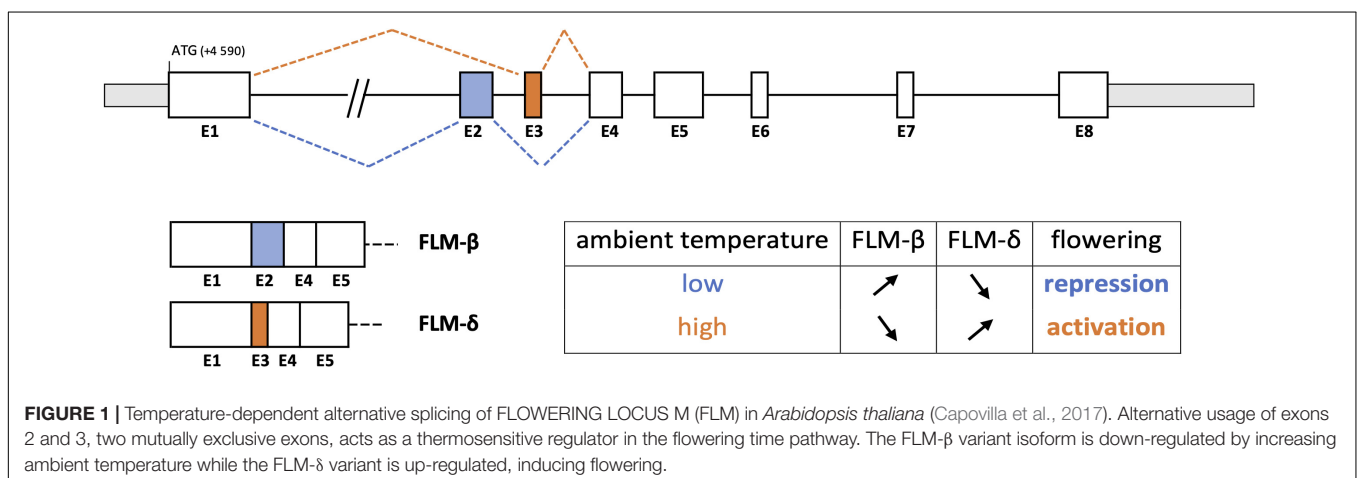 ATG (+4 590)
E1 E2 E3 E4 E5 E6 E7 E8
FLM-β
E1 E2 E4 E5
FLM-δ
E1 E3 E4 E5
ambient temperature FLM-β FLM-δ flowering
low ↗ ↘ repression
high ↘ ↗ activation
FIGURE 1 | Temperature-dependent alternative splicing of FLOWERING LOCUS M (FLM) in Arabidopsis thaliana (Capovilla et al., 2017). Alternative usage of exons
2 and 3, two mutually exclusive exons, acts as a thermosensitive regulator in the flowering time pathway. The FLM-β variant isoform is down-regulated by increasing
ambient temperature while the FLM-δ variant is up-regulated, inducing flowering.